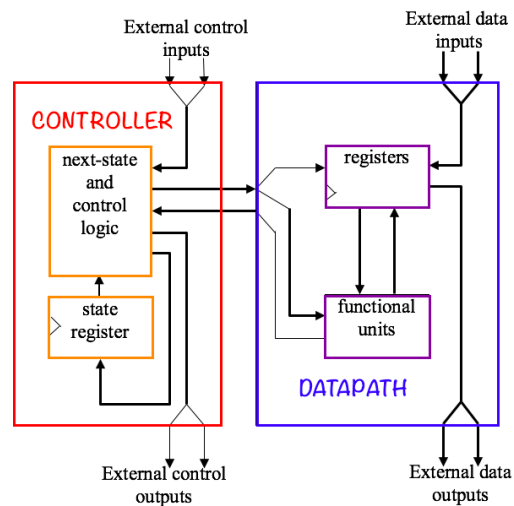 External control
inputs
External data
inputs
CONTROLLER
next-state
and
control
logic
registers
state
register
functional
units
DATAPATH
External control
outputs
External data
outputs